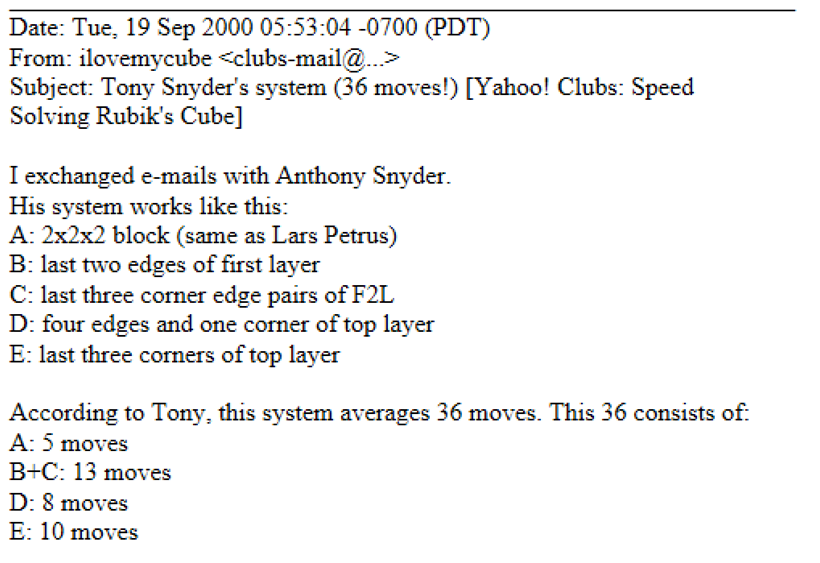 Date: Tue, 19 Sep 2000 05:53:04 -0700 (PDT)
From: ilovemycube <clubs-mail@...>
Subject: Tony Snyder's system (36 moves!) [Yahoo! Clubs: Speed
Solving Rubik's Cube]
I exchanged e-mails with Anthony Snyder.
His system works like this:
A: 2x2x2 block (same as Lars Petrus)
B: last two edges of first layer
C: last three corner edge pairs of F2L
D: four edges and one corner of top layer
E: last three corners of top layer
According to Tony, this system averages 36 moves. This 36 consists of:
A: 5 moves
B+C: 13 moves
D: 8 moves
E: 10 moves